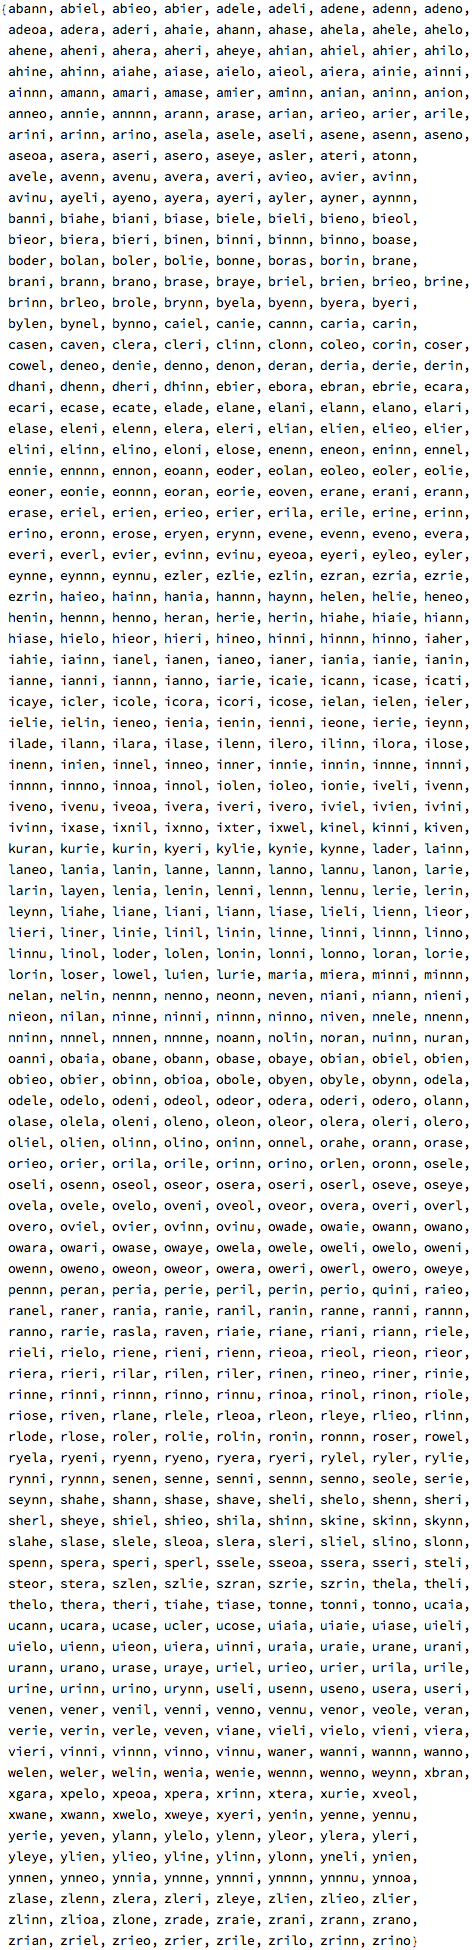 {abann, abiel, abieo, abier, adele, adeli, adene, adenn, adeno,
adeoa, adera, aderi, ahaie, ahann, ahase, ahela, ahele, ahelo,
ahene, aheni, ahera, aheri, aheye, ahian, ahiel, ahier, ahilo,
ahine, ahinn, aiahe, aiase, aielo, aieol, aiera, ainie, ainni,
ainnn, amann, amari, amase, amier, aminn, anian, aninn, anion,
anneo, annie, annnn, arann, arase, arian, arieo, arier, arile,
arini, arinn, arino, asela, asele, aseli, asene, asenn, aseno,
aseoa, asera, aseri, asero, aseye, asler, ateri, atonn,
avele, avenn, avenu, avera, averi, avieo, avier, avinn,
avinu, ayeli, ayeno, ayera, ayeri, ayler, ayner, aynnn,
banni, biahe, biani, biase, biele, bieli, bieno, bieol,
bieor, biera, bieri, binen, binni, binnn, binno, boase,
boder, bolan, boler, bolie, bonne, boras, borin, brane,
brani, brann, brano, brase, braye, briel, brien, brieo, brine,
brinn, brleo, brole, brynn, byela, byenn, byera, byeri,
bylen, bynel, bynno, caiel, canie, cannn, caria, carin,
casen, caven, clera, cleri, clinn, clonn, coleo, corin, coser,
cowel, deneo, denie, denno, denon, deran, deria, derie, derin,
dhani, dhenn, dheri, dhinn, ebier, ebora, ebran, ebrie, ecara,
ecari, ecase, ecate, elade, elane, elani, elann, elano, elari,
elase, eleni, elenn, elera, eleri, elian, elien, elieo, elier,
elini, elinn, elino, eloni, elose, enenn, eneon, eninn, ennel,
ennie, ennnn, ennon, eoann, eoder, eolan, eoleo, eoler, eolie,
eoner, eonie, eonnn, eoran, eorie, eoven, erane, erani, erann,
erase, eriel, erien, erieo, erier, erila, erile, erine, erinn,
erino, eronn, erose, eryen, erynn, evene, evenn, eveno, evera,
everi, everl, evier, evinn, evinu, eyeoa, eyeri, eyleo, eyler,
eynne, eynnn, eynnu, ezler, ezlie, ezlin, ezran, ezria, ezrie,
ezrin, haieo, hainn, hania, hannn, haynn, helen, helie, heneo,
henin, hennn, henno, heran, herie, herin, hiahe, hiaie, hiann,
hiase, hielo, hieor, hieri, hineo, hinni, hinnn, hinno, iaher,
iahie, iainn, ianel, ianen, ianeo, ianer, iania, ianie, ianin,
ianne, ianni, iannn, ianno, iarie, icaie, icann, icase, icati,
icaye, icler, icole, icora, icori, icose, ielan, ielen, ieler,
ielie, ielin, ieneo, ienia, ienin, ienni, ieone, ierie, ieynn,
ilade, ilann, ilara, ilase, ilenn, ilero, ilinn, ilora, ilose,
inenn, inien, innel, inneo, inner, innie, innin, innne, innni,
innnn, innno, innoa, innol, iolen, ioleo, ionie, iveli, ivenn,
iveno, ivenu, iveoa, ivera, iveri, ivero, iviel, ivien, ivini,
ivinn, ixase, ixnil, ixnno, ixter, ixwel, kinel, kinni, kiven,
kuran, kurie, kurin, kyeri, kylie, kynie, kynne, lader, lainn,
laneo, lania, lanin, lanne, lannn, lanno, lannu, lanon, larie,
larin, layen, lenia, lenin, lenni, lennn, lennu, lerie, lerin,
leynn, liahe, liane, liani, liann, liase, lieli, lienn, lieor,
lieri, liner, linie, linil, linin, linne, linni, linnn, linno,
linnu, linol, loder, lolen, lonin, lonni, lonno, loran, lorie,
lorin, loser, lowel, luien, lurie, maria, miera, minni, minnn,
nelan, nelin, nennn, nenno, neonn, neven, niani, niann, nieni,
nieon, nilan, ninne, ninni, ninnn, ninno, niven, nnele, nnenn,
nninn, nnnel, nnnen, nnnne, noann, nolin, noran, nuinn, nuran,
oanni, obaia, obane, obann, obase, obaye, obian, obiel, obien,
obieo, obier, obinn, obioa, obole, obyen, obyle, obynn, odela,
odele, odelo, odeni, odeol, odeor, odera, oderi, odero, olann,
olase, olela, oleni, oleno, oleon, oleor, olera, oleri, olero,
oliel, olien, olinn, olino, oninn, onnel, orahe, orann, orase,
orieo, orier, orila, orile, orinn, orino, orlen, oronn, osele,
oseli, osenn, oseol, oseor, osera, oseri, oserl, oseve, oseye,
ovela, ovele, ovelo, oveni, oveol, oveor, overa, overi, overl,
overo, oviel, ovier, ovinn, ovinu, owade, owaie, owann, owano,
owara, owari, owase, owaye, owela, owele, oweli, owelo, oweni,
owenn, oweno, oweon, oweor, owera, oweri, owerl, owero, oweye,
pennn, peran, peria, perie, peril, perin, perio, quini, raieo,
ranel, raner, rania, ranie, ranil, ranin, ranne, ranni, rannn,
ranno, rarie, rasla, raven, riaie, riane, riani, riann, riele,
rieli, rielo, riene, rieni, rienn, rieoa, rieol, rieon, rieor,
riera, rieri, rilar, rilen, riler, rinen, rineo, riner, rinie,
rinne, rinni, rinnn, rinno, rinnu, rinoa, rinol, rinon, riole,
riose, riven, rlane, rlele, rleoa, rleon, rleye, rlieo, rlinn,
rlode, rlose, roler, rolie, rolin, ronin, ronnn, roser, rowel,
ryela, ryeni, ryenn, ryeno, ryera, ryeri, rylel, ryler, rylie,
rynni, rynnn, senen, senne, senni, sennn, senno, seole, serie,
seynn, shahe, shann, shase, shave, sheli, shelo, shenn, sheri,
sherl, sheye, shiel, shieo, shila, shinn, skine, skinn, skynn,
slahe, slase, slele, sleoa, slera, sleri, sliel, slino, slonn,
spenn, spera, speri, sperl, ssele, sseoa, ssera, sseri, steli,
steor, stera, szlen, szlie, szran, szrie, szrin, thela, theli,
thelo, thera, theri, tiahe, tiase, tonne, tonni, tonno, ucaia,
ucann, ucara, ucase, ucler, ucose, uiaia, uiaie, uiase, uieli,
uielo, uienn, uieon, uiera, uinni, uraia, uraie, urane, urani,
urann, urano, urase, uraye, uriel, urieo, urier, urila, urile,
urine, urinn, urino, urynn, useli, usenn, useno, usera, useri,
venen, vener, venil, venni, venno, vennu, venor, veole, veran,
verie, verin, verle, veven, viane, vieli, vielo, vieni, viera,
vieri, vinni, vinnn, vinno, vinnu, waner, wanni, wannn, wanno,
welen, weler, welin, wenia, wenie, wennn, wenno, weynn, xbran,
xgara, xpelo, xpeoa, xpera, xrinn, xtera, xurie, xveol,
xwane, xwann, xwelo, xweye, xyeri, yenin, yenne, yennu,
yerie, yeven, ylann, ylelo, ylenn, yleor, ylera, yleri,
yleye, ylien, ylieo, yline, ylinn, ylonn, yneli, ynien,
ynnen, ynneo, ynnia, ynnne, ynnni, ynnnn, ynnnu, ynnoa,
zlase, zlenn, zlera, zleri, zleye, zlien, zlieo, zlier,
zlinn, zlioa, zlone, zrade, zraie, zrani, zrann, zrano,
zrian, zriel, zrieo, zrier, zrile, zrilo, zrinn, zrino}